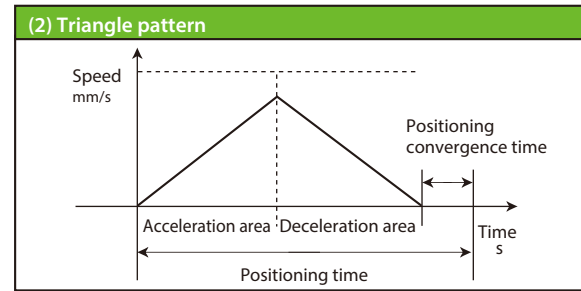 (2) Triangle pattern
Speed
mm/s
Positioning
convergence time
Acceleration area
Deceleration area
Time
s
Positioning time